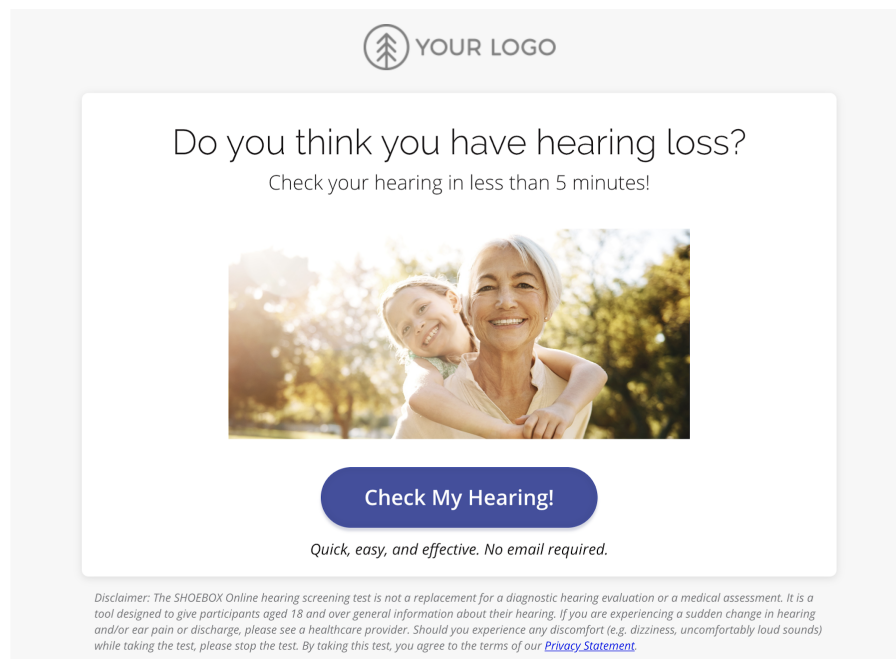 YOUR LOGO
Do you think you have hearing loss?
Check your hearing in less than 5 minutes!
Check My Hearing!
Quick, easy, and effective. No email required.
Disclaimer: The SHOEBOX Online hearing screening test is not a replacement for a diagnostic hearing evaluation or a medical assessment. It is a
tool designed to give participants aged 18 and over general information about their hearing. If you are experiencing a sudden change in hearing
and/or ear pain or discharge, please see a healthcare provider. Should you experience any discomfort (e.g. dizziness, uncomfortably loud sounds)
while taking the test, please stop the test. By taking this test, you agree to the terms of our Privacy Statement.